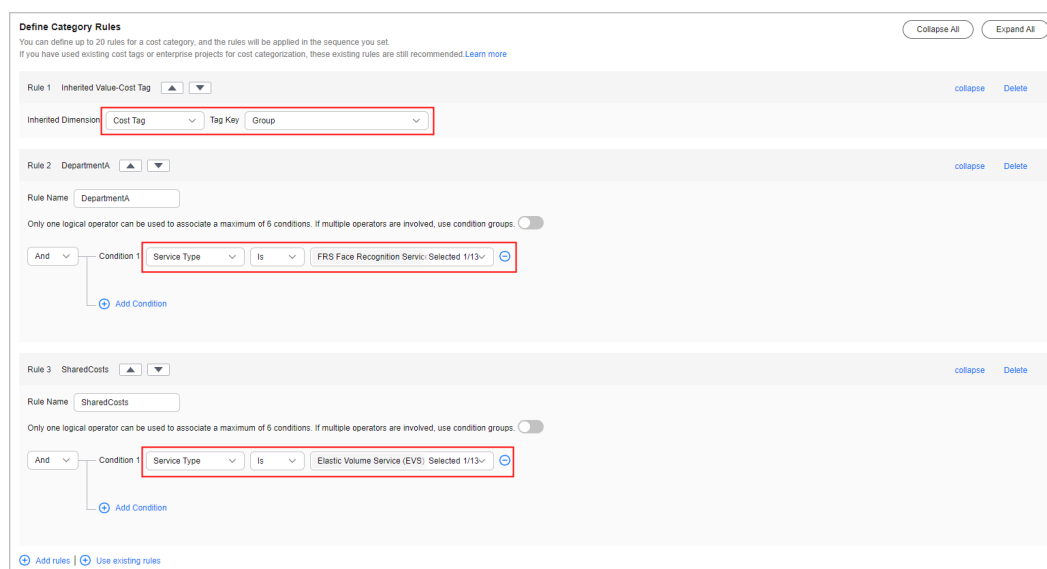 Define Category Rules
Collapse All Expand All
You can define up to 20 rules for a cost category, and the rules will be applied in the sequence you set.
If you have used existing cost tags or enterprise projects for cost categorization, these existing rules are still recommended.Learn more
Rule 1 Inherited Value-Cost Tag collapse Delete
Inherited Dimension Cost Tag Tag Key Group
Rule 2 DepartmentA collapse Delete
Rule Name DepartmentA
Only one logical operator can be used to associate a maximum of 6 conditions. If multiple operators are involved, use condition groups.
And Condition 1 Service Type Is FRS Face Recognition Servic Selected 1/13
Add Condition
Rule 3 SharedCosts collapse Delete
Rule Name SharedCosts
Only one logical operator can be used to associate a maximum of 6 conditions. If multiple operators are involved, use condition groups.
And Condition 1 Service Type Is Elastic Volume Service (EVS) Selected 1/13
Add Condition
Add rules | Use existing rules